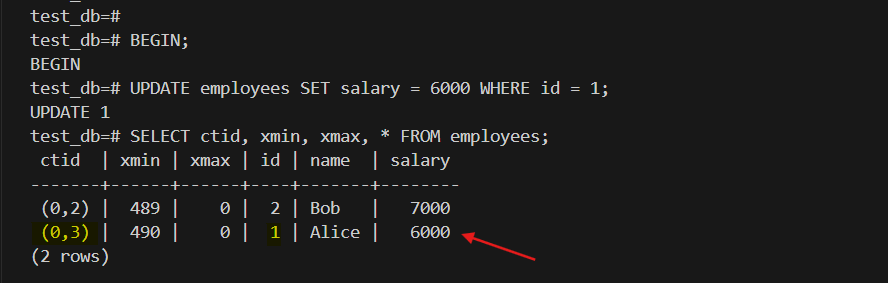 test_db=#
test_db=# BEGIN;
BEGIN
test_db=# UPDATE employees SET salary = 6000 WHERE id = 1;
UPDATE 1
test_db=# SELECT ctid, xmin, xmax, * FROM employees;
 ctid  | xmin | xmax | id | name  | salary
-------+------+------+----+-------+--------
 (0,2) |  489 |    0 |  2 | Bob   |   7000
 (0,3) |  490 |    0 |  1 | Alice |   6000
(2 rows)